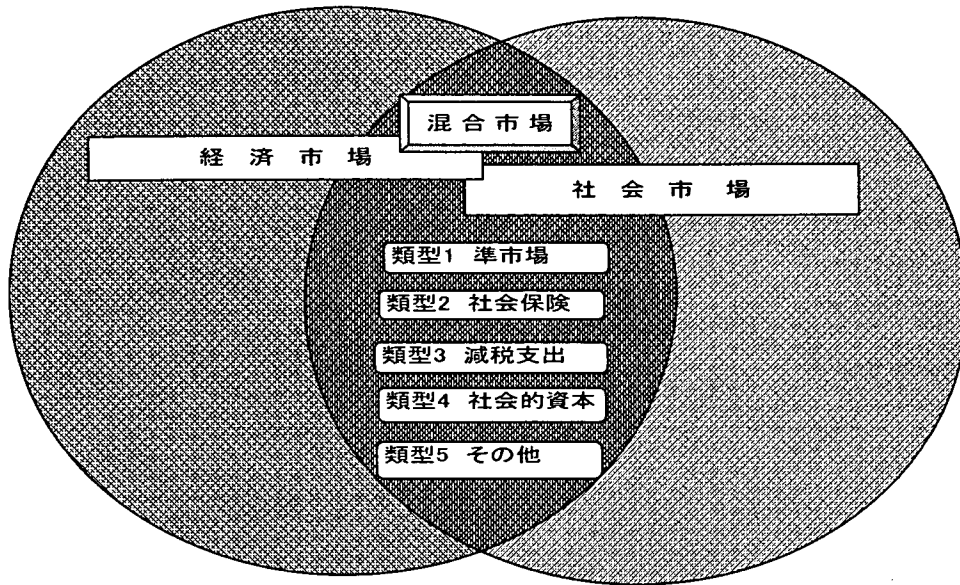 混合市場
経済市場
社会市場
類型1 準市場
類型2 社会保険
類型3 減税支出
類型4 社会的資本
類型5 その他